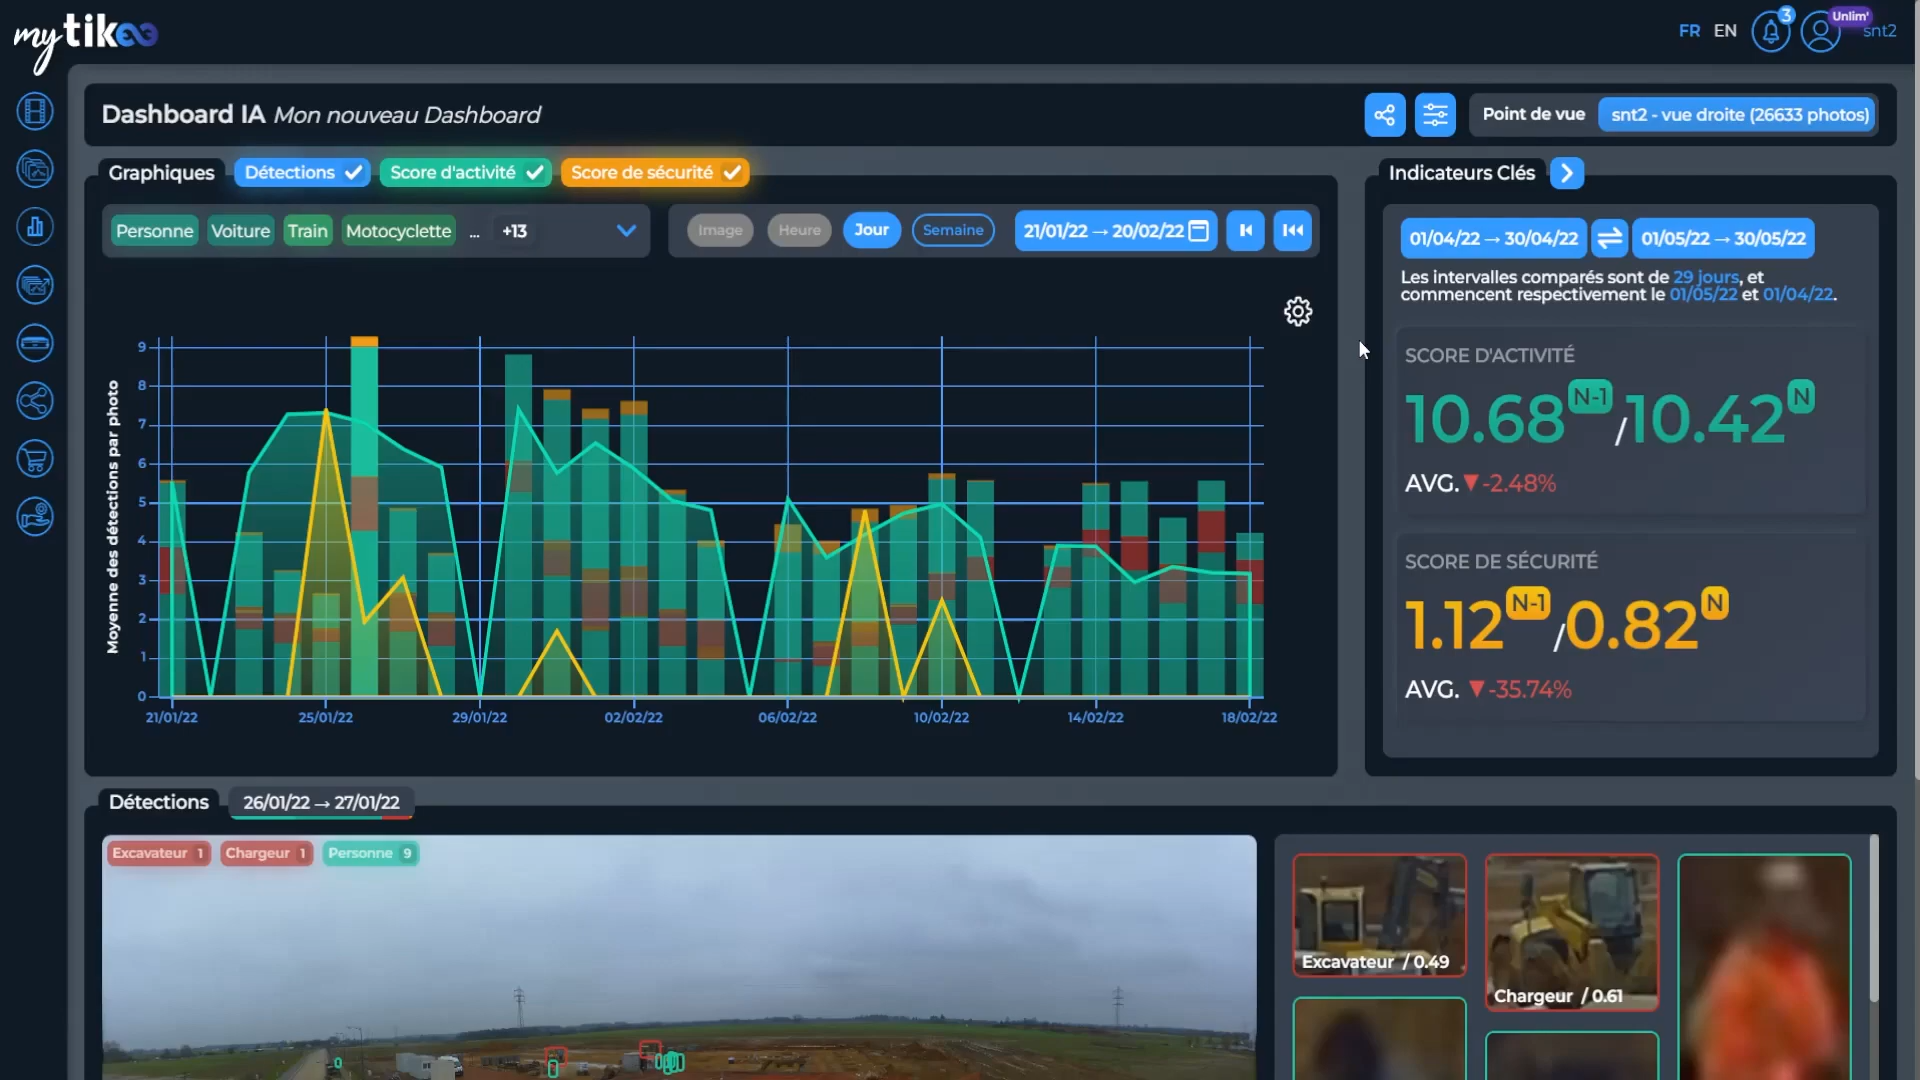 mytikee
FR EN
3
Unlim'
snt2
Dashboard IA Mon nouveau Dashboard
Point de vue
snt2 - vue droite (26633 photos)
Graphiques
Détections
Score d'activité
Score de sécurité
Personne
Voiture
Train
Motocyclette
...
+13
Image
Heure
Jour
Semaine
21/01/22 → 20/02/22
Moyenne des détections par photo
9
8
7
6
5
4
3
2
1
0
21/01/22
25/01/22
29/01/22
02/02/22
06/02/22
10/02/22
14/02/22
18/02/22
Indicateurs Clés
01/04/22 → 30/04/22
01/05/22 → 30/05/22
Les intervalles comparés sont de 29 jours, et
commencent respectivement le 01/05/22 et 01/04/22.
SCORE D'ACTIVITÉ
10.68 N-1 / 10.42 N
AVG. ▼-2.48%
SCORE DE SÉCURITÉ
1.12 N-1 / 0.82 N
AVG. ▼-35.74%
Détections
26/01/22 → 27/01/22
Excavateur 1
Chargeur 1
Personne 9
Excavateur / 0.49
Chargeur / 0.61